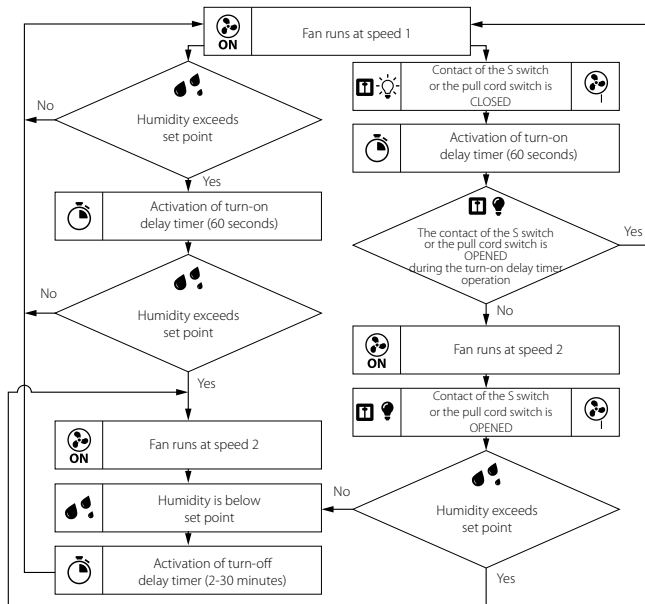 ON
Fan runs at speed 1
No
Humidity exceeds
set point
Yes
Activation of turn-on
delay timer (60 seconds)
No
Humidity exceeds
set point
Yes
ON
Fan runs at speed 2
Humidity is below
set point
Activation of turn-off
delay timer (2-30 minutes)
Contact of the S switch
or the pull cord switch is
CLOSED
Activation of turn-on
delay timer (60 seconds)
The contact of the S switch
or the pull cord switch is
OPENED
during the turn-on delay timer
operation
Yes
No
ON
Fan runs at speed 2
Contact of the S switch
or the pull cord switch is
OPENED
No
Humidity exceeds
set point
Yes